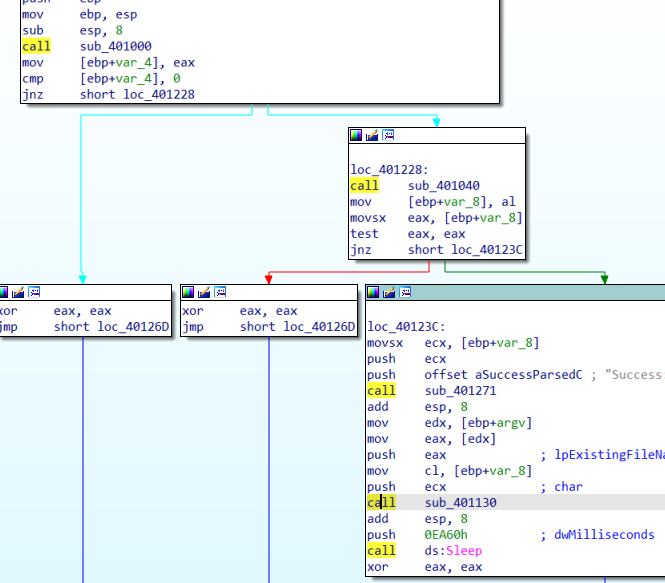 push    ebp
mov     ebp, esp
sub     esp, 8
call    sub_401000
mov     [ebp+var_4], eax
cmp     [ebp+var_4], 0
jnz     short loc_401228
loc_401228:
call    sub_401040
mov     [ebp+var_8], al
movsx   eax, [ebp+var_8]
test    eax, eax
jnz     short loc_40123C
xor     eax, eax
jmp     short loc_40126D
xor     eax, eax
jmp     short loc_40126D
loc_40123C:
movsx   ecx, [ebp+var_8]
push    ecx
push    offset aSuccessParsedC ; "Success:
call    sub_401271
add     esp, 8
mov     edx, [ebp+argv]
mov     eax, [edx]
push    eax             ; lpExistingFileNa
mov     cl, [ebp+var_8]
push    ecx             ; char
call    sub_401130
add     esp, 8
push    0EA60h          ; dwMilliseconds
call    ds:Sleep
xor     eax, eax